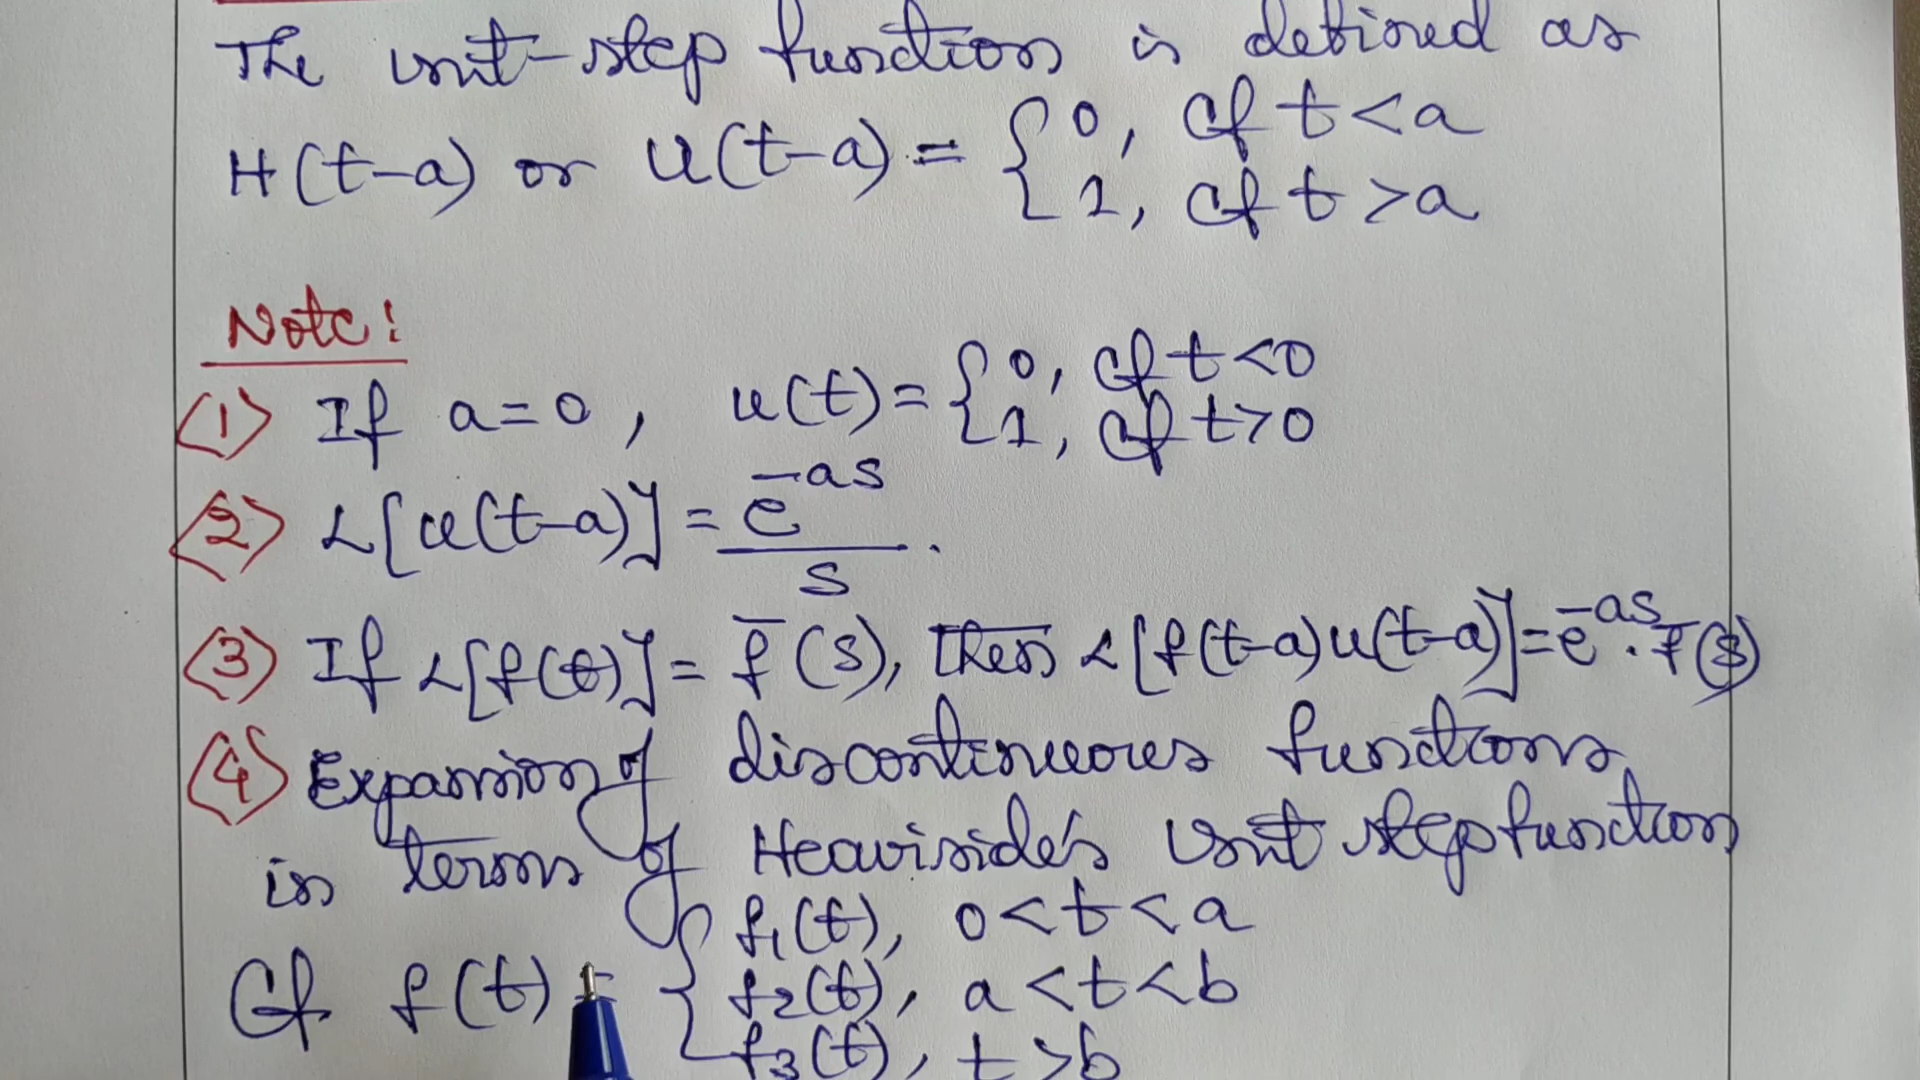 The unit-step function is defined as
H(t-a) or u(t-a) = { 0, if t<a
1, if t>a
Note:
(1) If a=0, u(t) = { 0, if t<0
1, if t>0
(2) L[u(t-a)] = e^-as / s .
(3) If L[f(t)] = f̄(s), then L[f(t-a)u(t-a)] = e^-as . f̄(s)
(4) Expansion of discontinuous functions
in terms of Heaviside's unit step function
If f(t) = { f1(t), 0<t<a
f2(t), a<t<b
f3(t), t>b